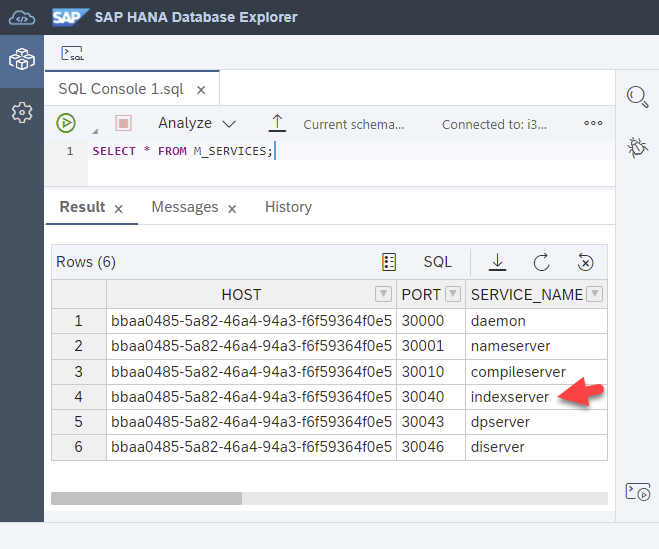 SAP SAP HANA Database Explorer
SQL
SQL Console 1.sql ×
Analyze Current schema... Connected to: i3...
1 SELECT * FROM M_SERVICES;
Result × Messages × History
Rows (6) SQL
HOST PORT SERVICE_NAME
1 bbaa0485-5a82-46a4-94a3-f6f59364f0e5 30000 daemon
2 bbaa0485-5a82-46a4-94a3-f6f59364f0e5 30001 nameserver
3 bbaa0485-5a82-46a4-94a3-f6f59364f0e5 30010 compileserver
4 bbaa0485-5a82-46a4-94a3-f6f59364f0e5 30040 indexserver
5 bbaa0485-5a82-46a4-94a3-f6f59364f0e5 30043 dpserver
6 bbaa0485-5a82-46a4-94a3-f6f59364f0e5 30046 diserver